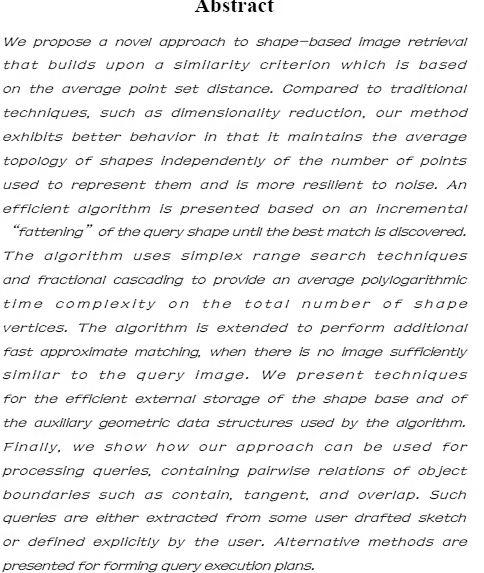 Abstract
We propose a novel approach to shape-based image retrieval
that builds upon a similarity criterion which is based
on the average point set distance. Compared to traditional
techniques, such as dimensionality reduction, our method
exhibits better behavior in that it maintains the average
topology of shapes independently of the number of points
used to represent them and is more resilient to noise. An
efficient algorithm is presented based on an incremental
“fattening” of the query shape until the best match is discovered.
The algorithm uses simplex range search techniques
and fractional cascading to provide an average polylogarithmic
time complexity on the total number of shape
vertices. The algorithm is extended to perform additional
fast approximate matching, when there is no image sufficiently
similar to the query image. We present techniques
for the efficient external storage of the shape base and of
the auxiliary geometric data structures used by the algorithm.
Finally, we show how our approach can be used for
processing queries, containing pairwise relations of object
boundaries such as contain, tangent, and overlap. Such
queries are either extracted from some user drafted sketch
or defined explicitly by the user. Alternative methods are
presented for forming query execution plans.